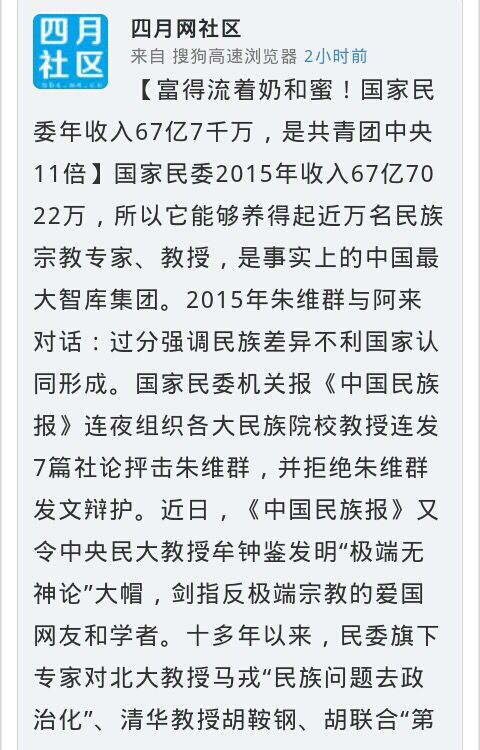 四月
社区
四月网社区
来自 搜狗高速浏览器 2小时前
【富得流着奶和蜜！国家民
委年收入67亿7千万，是共青团中央
11倍】国家民委2015年收入67亿70
22万，所以它能够养得起近万名民族
宗教专家、教授，是事实上的中国最
大智库集团。2015年朱维群与阿来
对话：过分强调民族差异不利国家认
同形成。国家民委机关报《中国民族
报》连夜组织各大民族院校教授连发
7篇社论抨击朱维群，并拒绝朱维群
发文辩护。近日，《中国民族报》又
令中央民大教授牟钟鉴发明“极端无
神论”大帽，剑指反极端宗教的爱国
网友和学者。十多年以来，民委旗下
专家对北大教授马戎“民族问题去政
治化”、清华教授胡鞍钢、胡联合“第